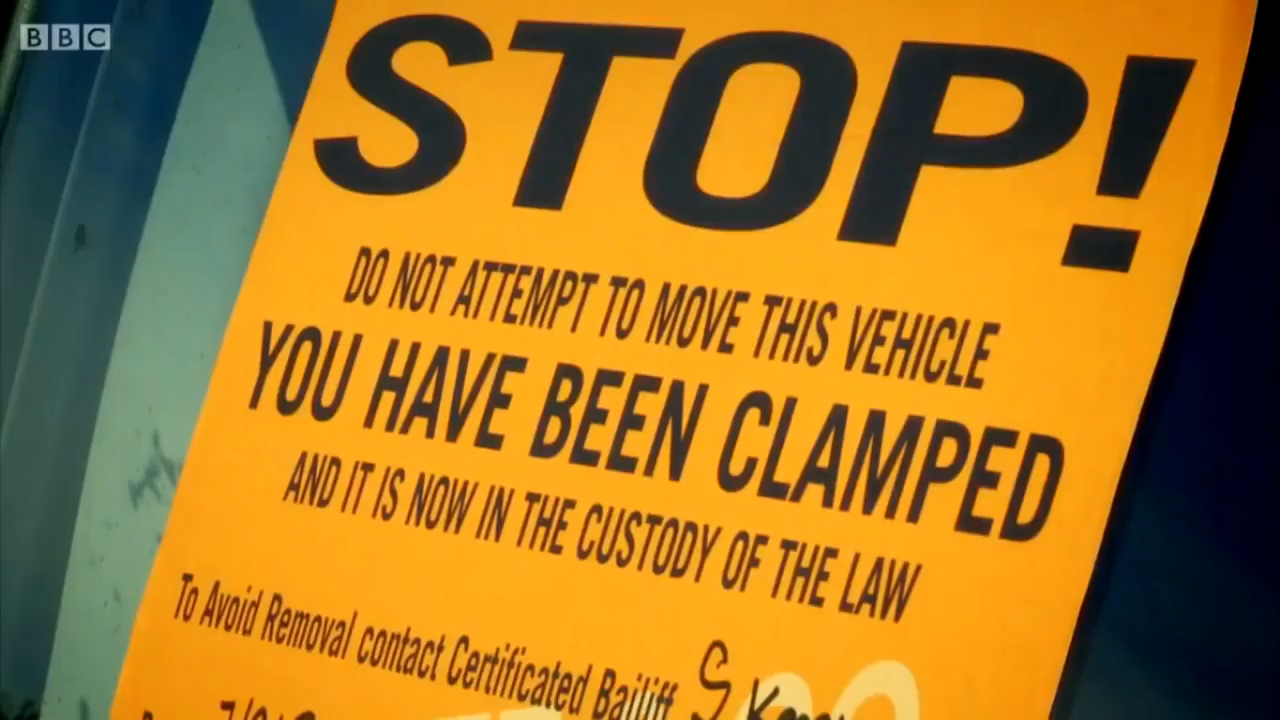 BBC
STOP!
DO NOT ATTEMPT TO MOVE THIS VEHICLE
YOU HAVE BEEN CLAMPED
AND IT IS NOW IN THE CUSTODY OF THE LAW
To Avoid Removal contact Certificated Bailiff S